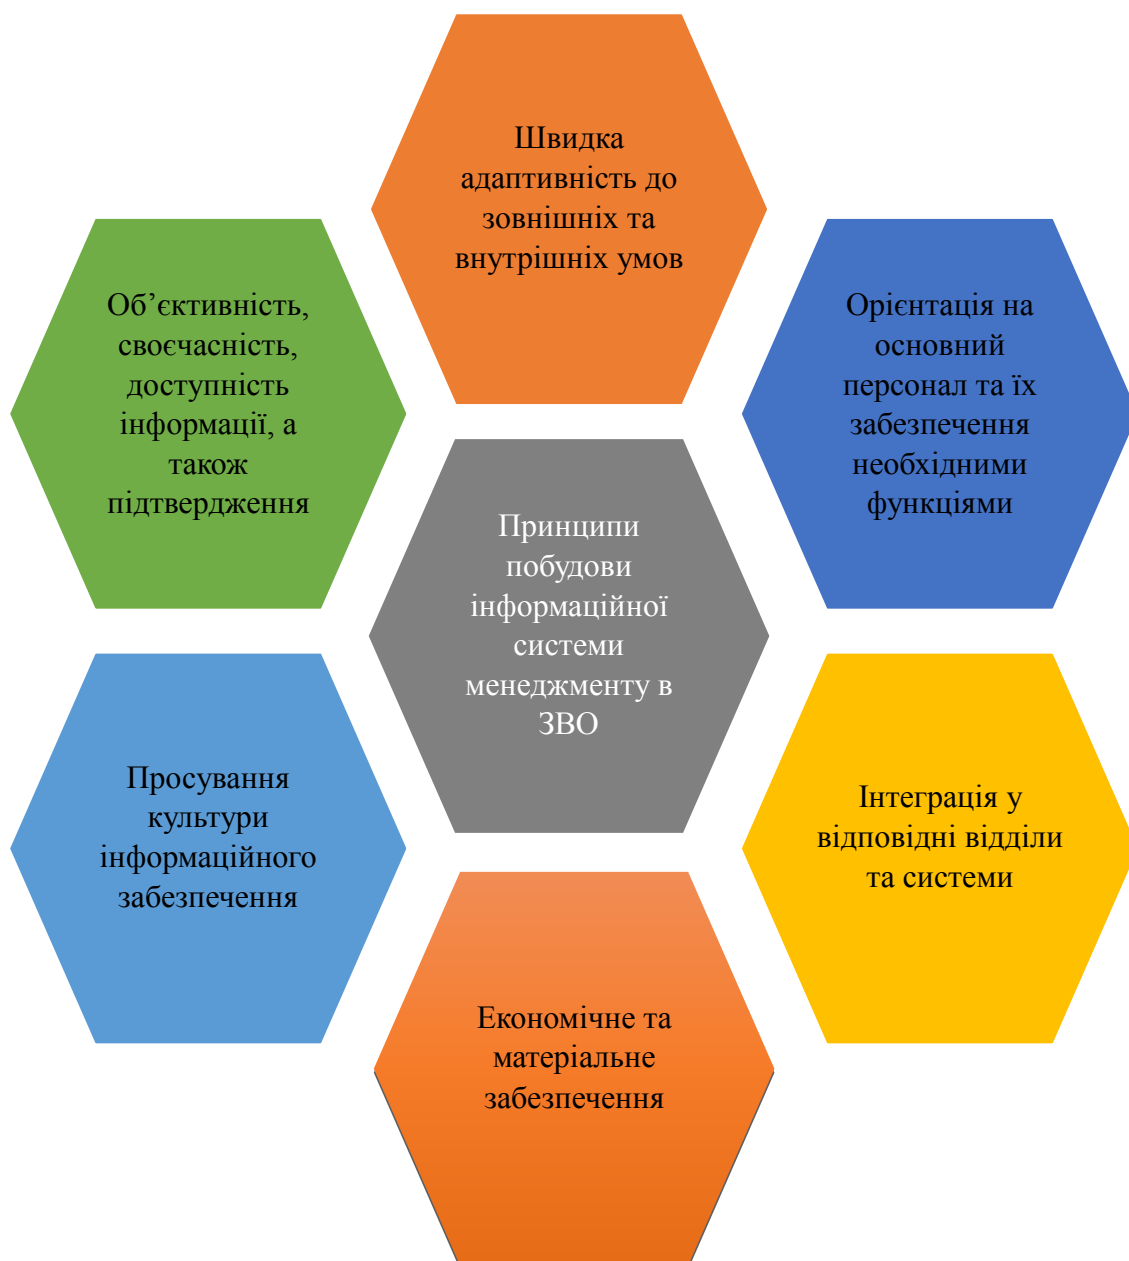 Швидка
адаптивність до
зовнішніх та
внутрішніх умов
Об’єктивність,
своєчасність,
доступність
інформації, а
також
підтвердження
Орієнтація на
основний
персонал та їх
забезпечення
необхідними
функціями
Принципи
побудови
інформаційної
системи
менеджменту в
ЗВО
Просування
культури
інформаційного
забезпечення
Інтеграція у
відповідні відділи
та системи
Економічне та
матеріальне
забезпечення